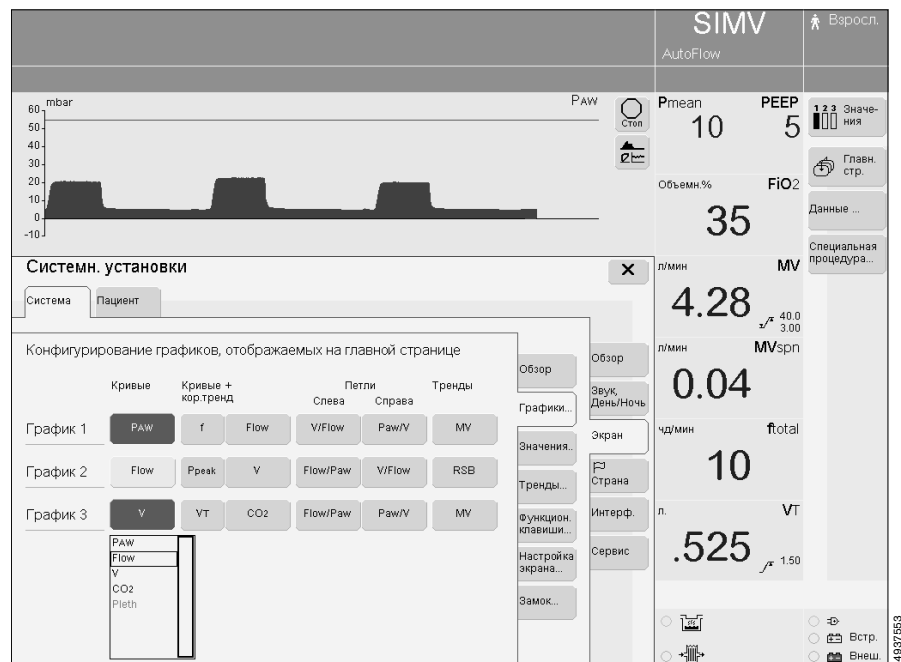 SIMV
AutoFlow
Взросл.
mbar
PAW
60
50
40
30
20
10
0
-10
Стоп
Pmean PEEP
10 5
Объемн.% FiO2
35
л/мин MV
4.28
40.0
3.00
л/мин MVspn
0.04
чд/мин ftotal
10
л. VT
.525
1.50
1 2 3 Значе-
ния
Главн.
стр.
Данные ...
Специальная
процедура...
Системн. установки
Система Пациент
Конфигурирование графиков, отображаемых на главной странице
Кривые Кривые + Петли Тренды
кор.тренд Слева Справа
График 1 PAW f Flow V/Flow Paw/V MV
График 2 Flow Ppeak V Flow/Paw V/Flow RSB
График 3 V VT CO2 Flow/Paw Paw/V MV
PAW
Flow
V
CO2
Pleth
Обзор
Графики...
Значения..
Тренды...
Функцион.
клавиши...
Настройка
экрана...
Замок...
Обзор
Звук,
День/Ночь
Экран
Страна
Интерф.
Сервис
Встр.
Внеш.
4937553